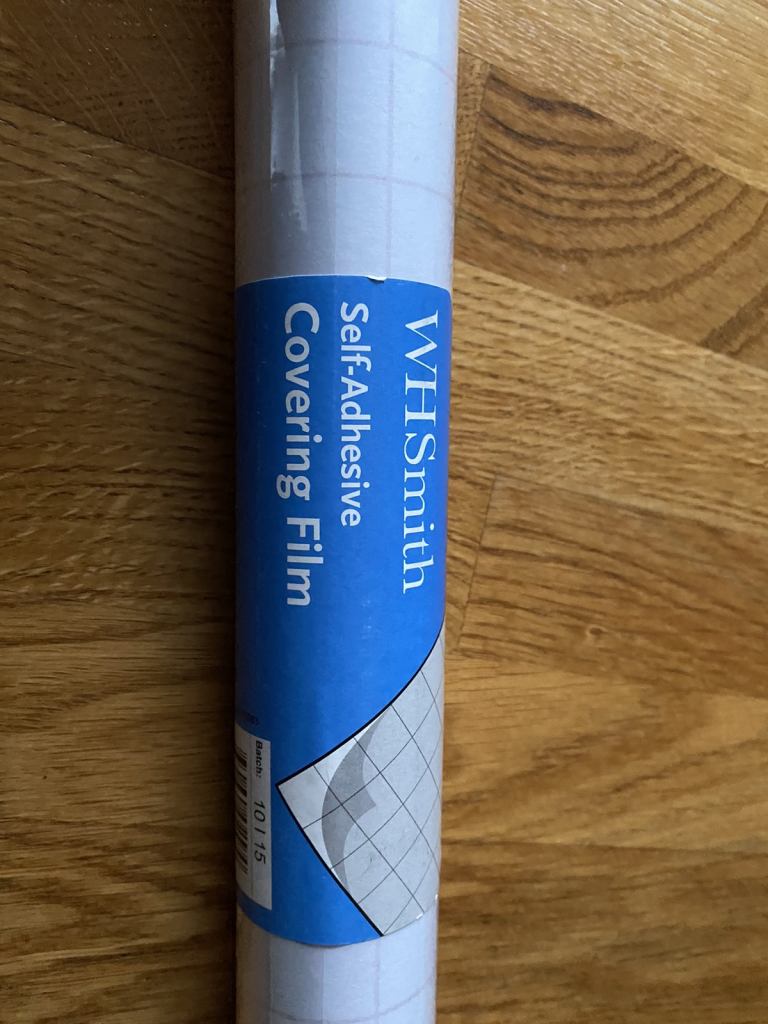 WHSmith
Self-Adhesive
Covering Film
Batch: 10 I 15